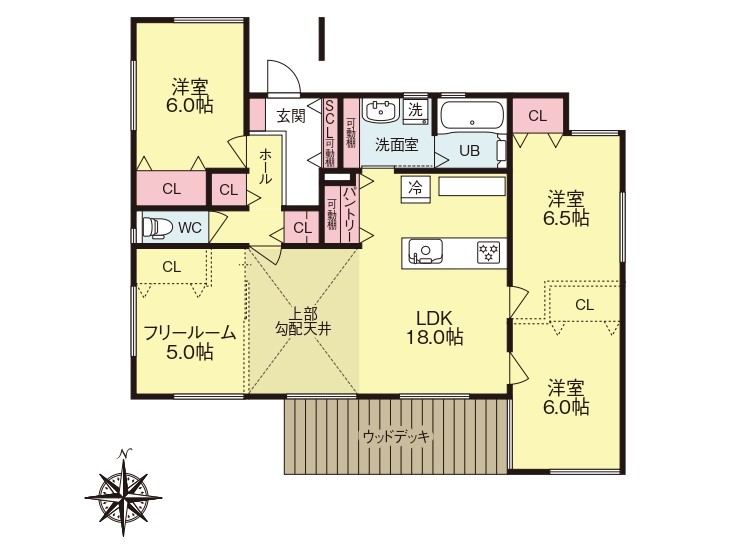 洋室
6.0帖
CL
CL
玄関
SCL
可動棚
ホール
可動棚
洗
洗面室
UB
CL
洋室
6.5帖
WC
CL
可動棚
パントリー
冷
CL
フリールーム
5.0帖
上部
勾配天井
LDK
18.0帖
CL
洋室
6.0帖
ウッドデッキ
N